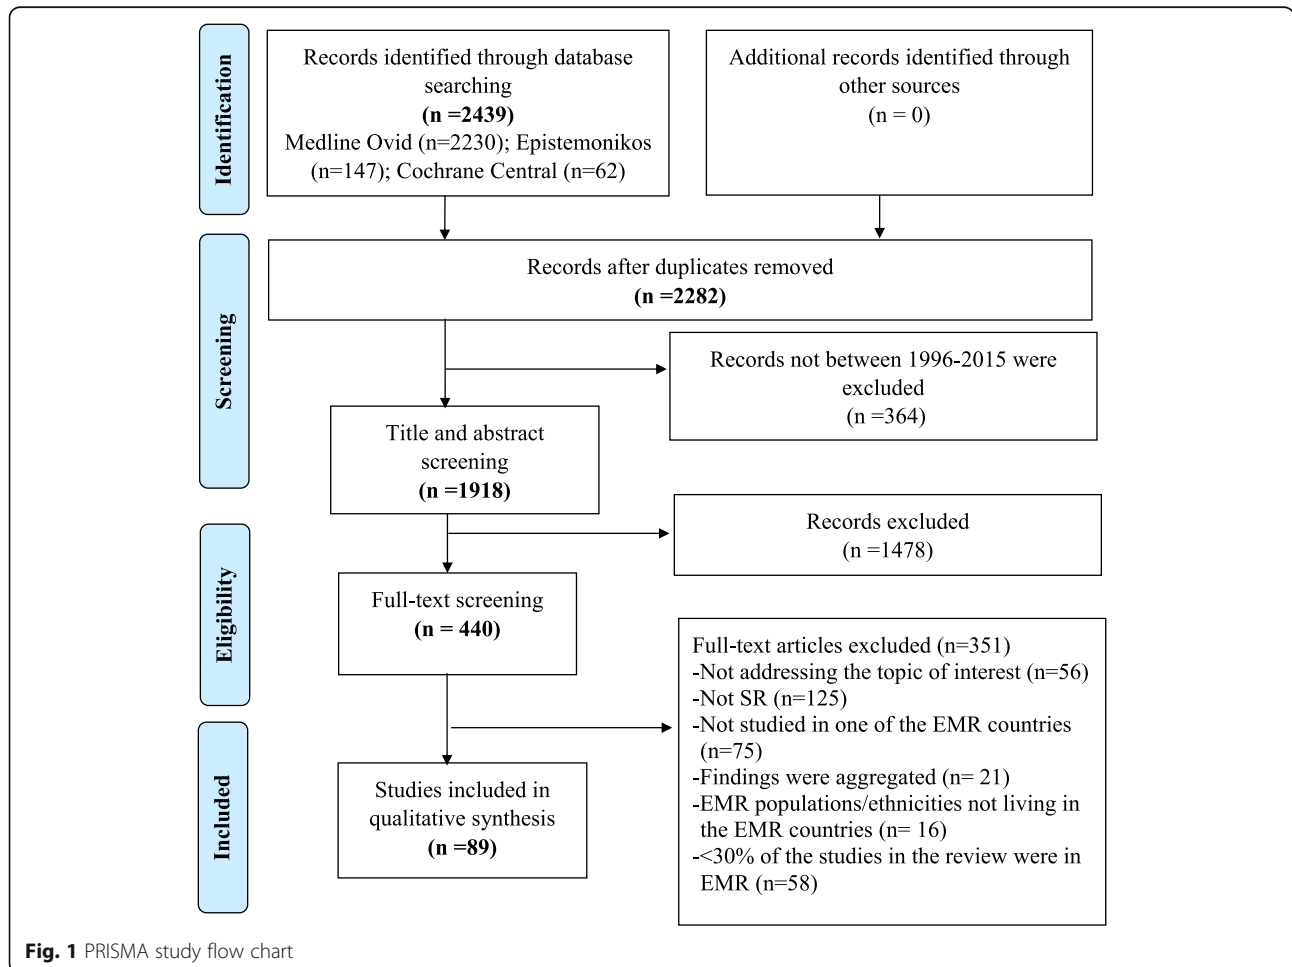 Identification
Records identified through database
searching
(n =2439)
Medline Ovid (n=2230); Epistemonikos
(n=147); Cochrane Central (n=62)
Additional records identified through
other sources
(n = 0)
Screening
Records after duplicates removed
(n =2282)
Records not between 1996-2015 were
excluded
(n =364)
Title and abstract
screening
(n =1918)
Eligibility
Records excluded
(n =1478)
Full-text screening
(n = 440)
Full-text articles excluded (n=351)
-Not addressing the topic of interest (n=56)
-Not SR (n=125)
-Not studied in one of the EMR countries
(n=75)
-Findings were aggregated (n= 21)
-EMR populations/ethnicities not living in
the EMR countries (n= 16)
-<30% of the studies in the review were in
EMR (n=58)
Included
Studies included in
qualitative synthesis
(n =89)
Fig. 1 PRISMA study flow chart